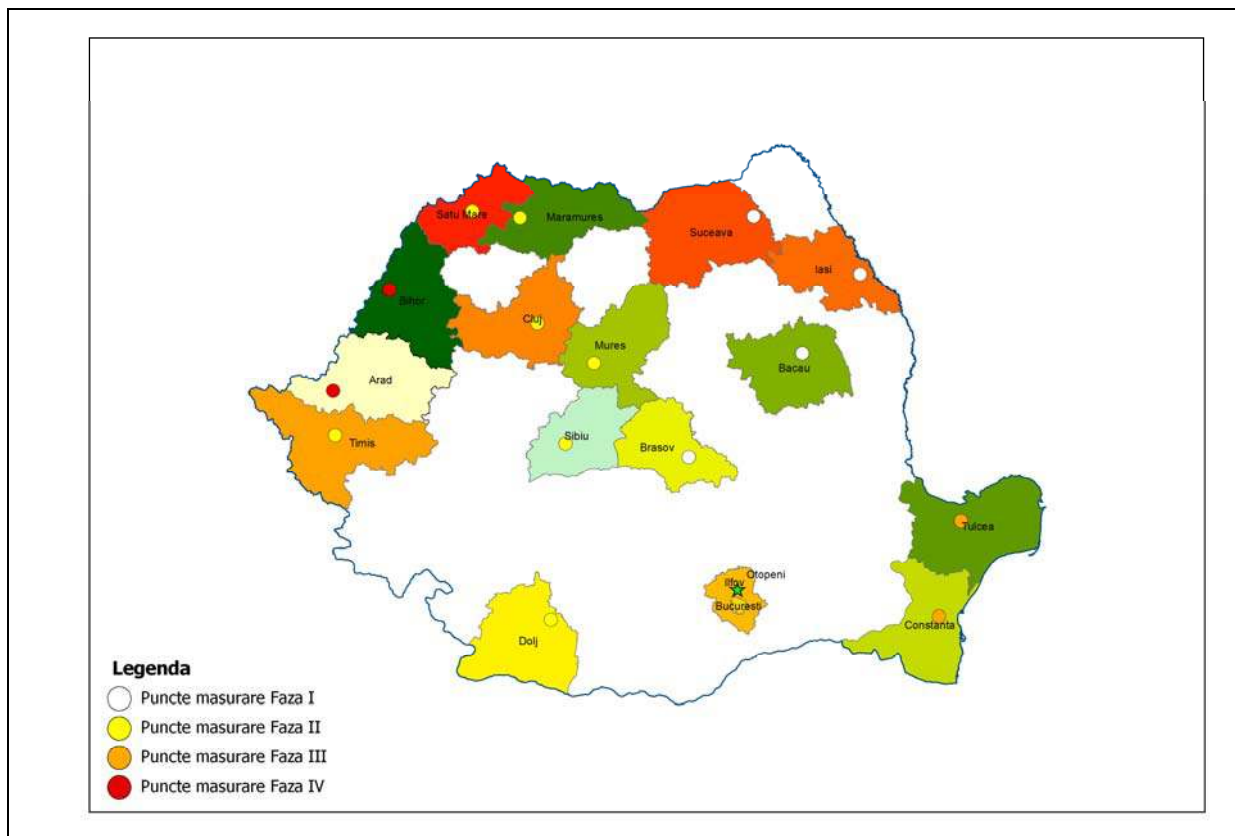 Satu Mare
Maramures
Suceava
Iasi
Bihor
Cluj
Mures
Bacau
Arad
Timis
Sibiu
Brasov
Tulcea
Otopeni
Ilfov
Bucuresti
Constanta
Dolj
Legenda
Puncte masurare Faza I
Puncte masurare Faza II
Puncte masurare Faza III
Puncte masurare Faza IV